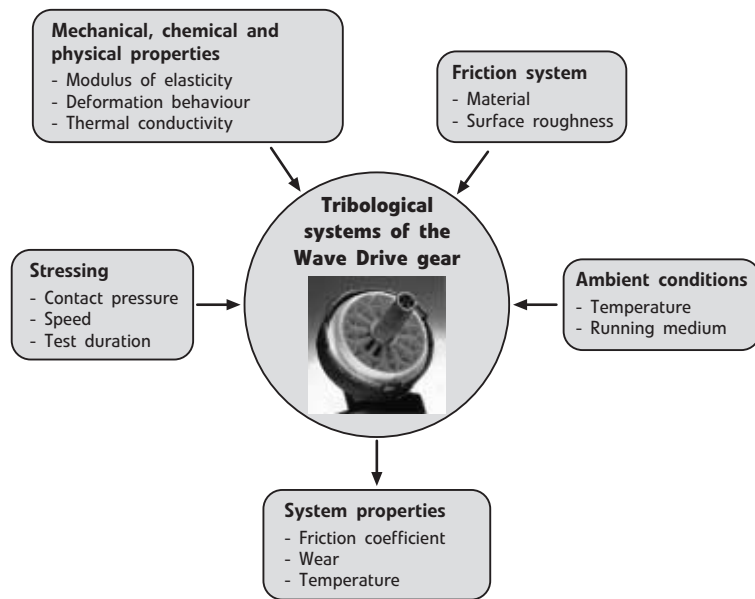 Mechanical, chemical and
physical properties
- Modulus of elasticity
- Deformation behaviour
- Thermal conductivity
Friction system
- Material
- Surface roughness
Tribological
systems of the
Wave Drive gear
Stressing
- Contact pressure
- Speed
- Test duration
Ambient conditions
- Temperature
- Running medium
System properties
- Friction coefficient
- Wear
- Temperature